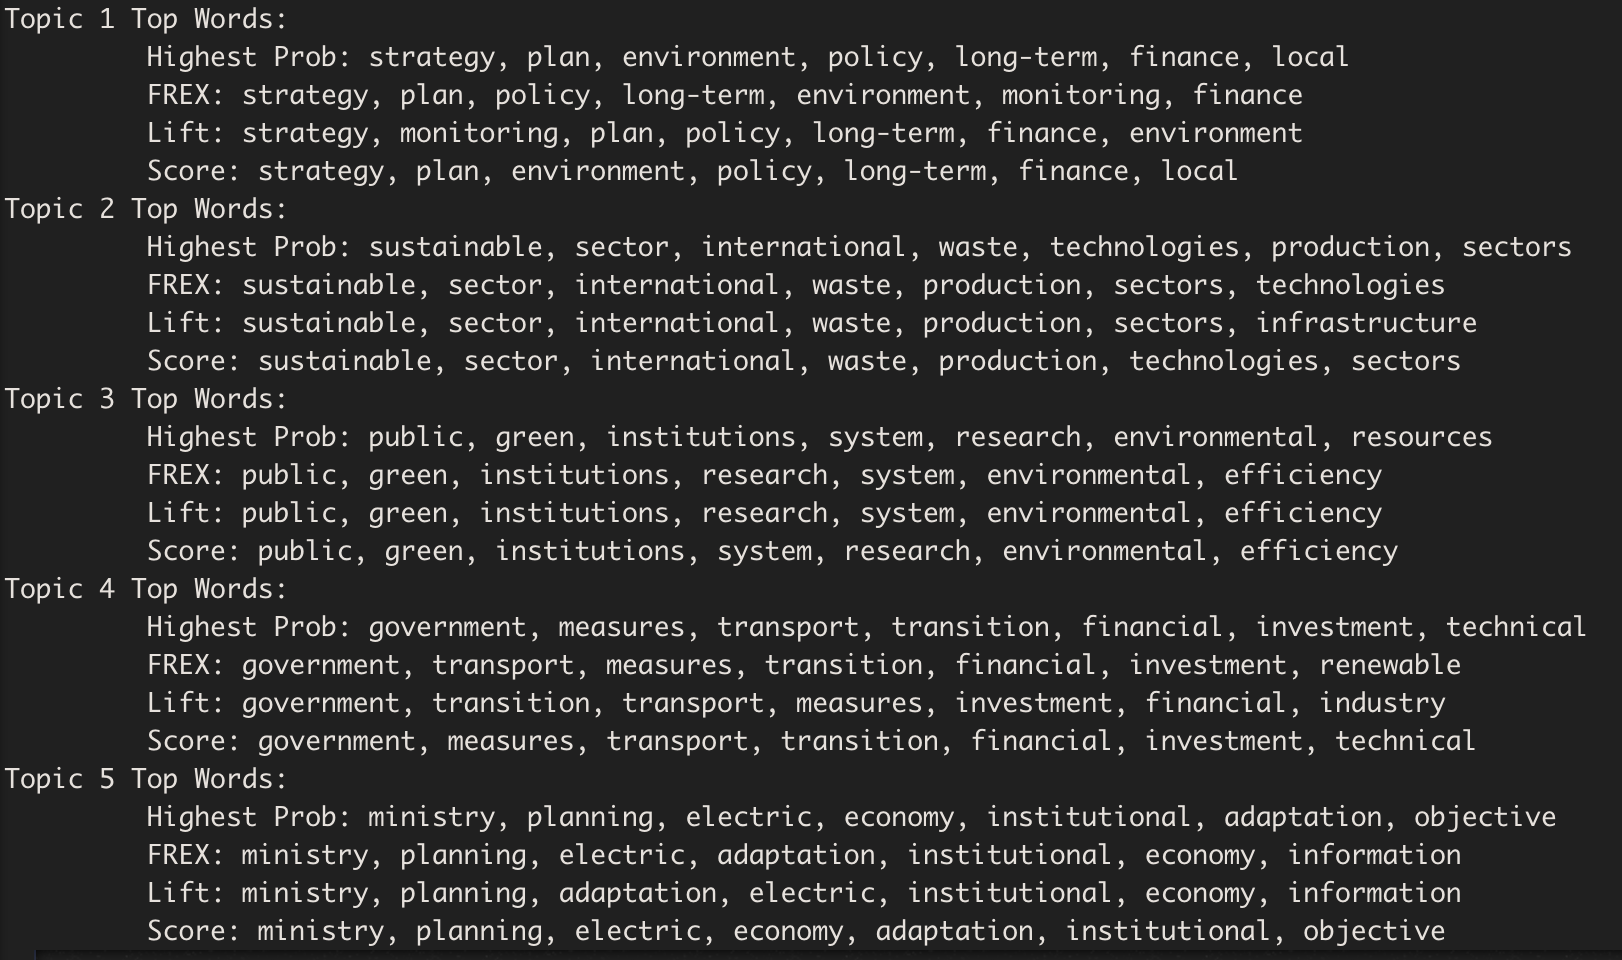 Topic 1 Top Words:
Highest Prob: strategy, plan, environment, policy, long-term, finance, local
FREX: strategy, plan, policy, long-term, environment, monitoring, finance
Lift: strategy, monitoring, plan, policy, long-term, finance, environment
Score: strategy, plan, environment, policy, long-term, finance, local
Topic 2 Top Words:
Highest Prob: sustainable, sector, international, waste, technologies, production, sectors
FREX: sustainable, sector, international, waste, production, sectors, technologies
Lift: sustainable, sector, international, waste, production, sectors, infrastructure
Score: sustainable, sector, international, waste, production, technologies, sectors
Topic 3 Top Words:
Highest Prob: public, green, institutions, system, research, environmental, resources
FREX: public, green, institutions, research, system, environmental, efficiency
Lift: public, green, institutions, research, system, environmental, efficiency
Score: public, green, institutions, system, research, environmental, efficiency
Topic 4 Top Words:
Highest Prob: government, measures, transport, transition, financial, investment, technical
FREX: government, transport, measures, transition, financial, investment, renewable
Lift: government, transition, transport, measures, investment, financial, industry
Score: government, measures, transport, transition, financial, investment, technical
Topic 5 Top Words:
Highest Prob: ministry, planning, electric, economy, institutional, adaptation, objective
FREX: ministry, planning, electric, adaptation, institutional, economy, information
Lift: ministry, planning, adaptation, electric, institutional, economy, information
Score: ministry, planning, electric, economy, adaptation, institutional, objective